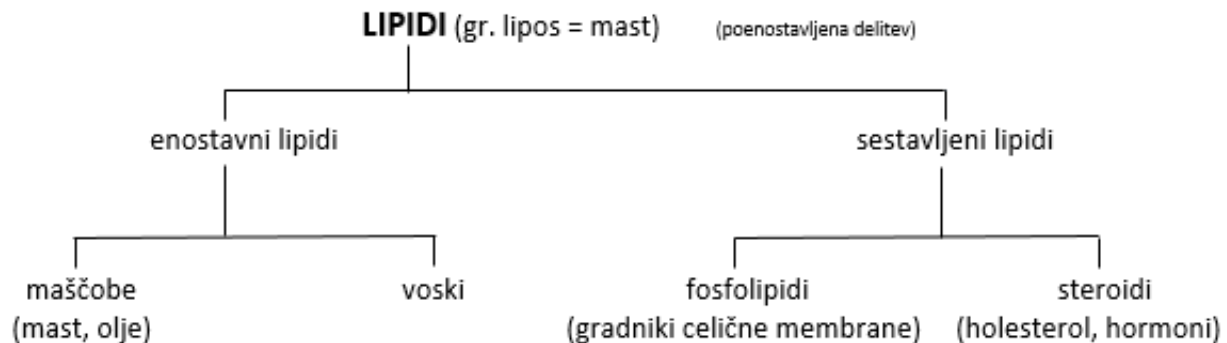 LIPIDI (gr. lipos = mast) (poenostavljena delitev)
enostavni lipidi sestavljeni lipidi
maščobe voski fosfolipidi steroidi
(mast, olje) (gradniki celične membrane) (holesterol, hormoni)